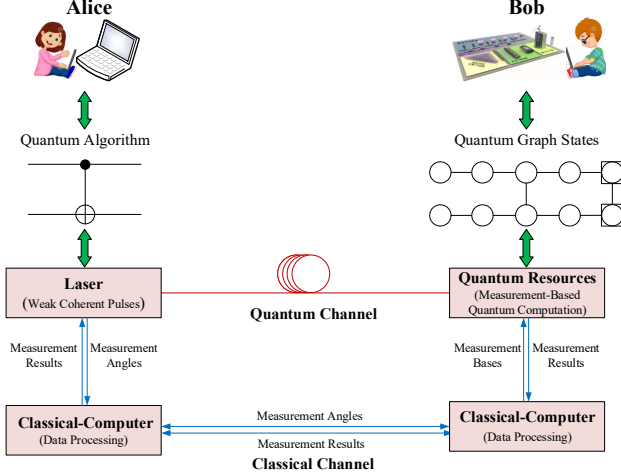 Alice
Bob
Quantum Algorithm
Quantum Graph States
Laser
(Weak Coherent Pulses)
Quantum Channel
Quantum Resources
(Measurement-Based
Quantum Computation)
Measurement
Results
Measurement
Angles
Measurement
Bases
Measurement
Results
Classical-Computer
(Data Processing)
Measurement Angles
Measurement Results
Classical Channel
Classical-Computer
(Data Processing)